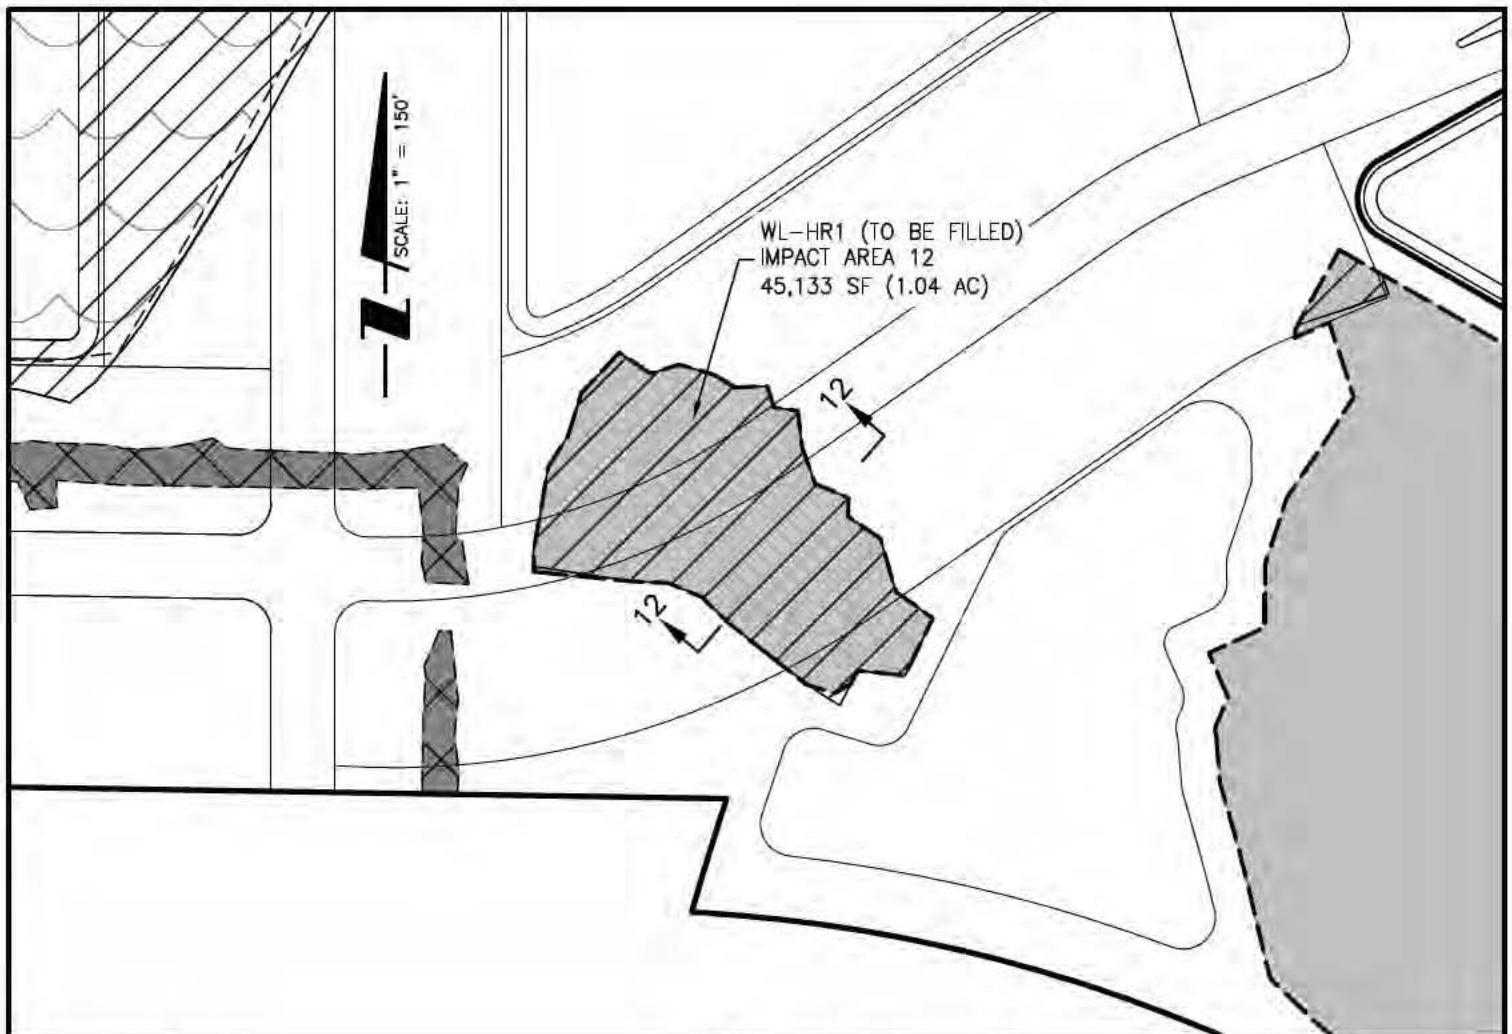 SCALE: 1" = 150'
WL-HR1 (TO BE FILLED)
IMPACT AREA 12
45,133 SF (1.04 AC)
12
12
N